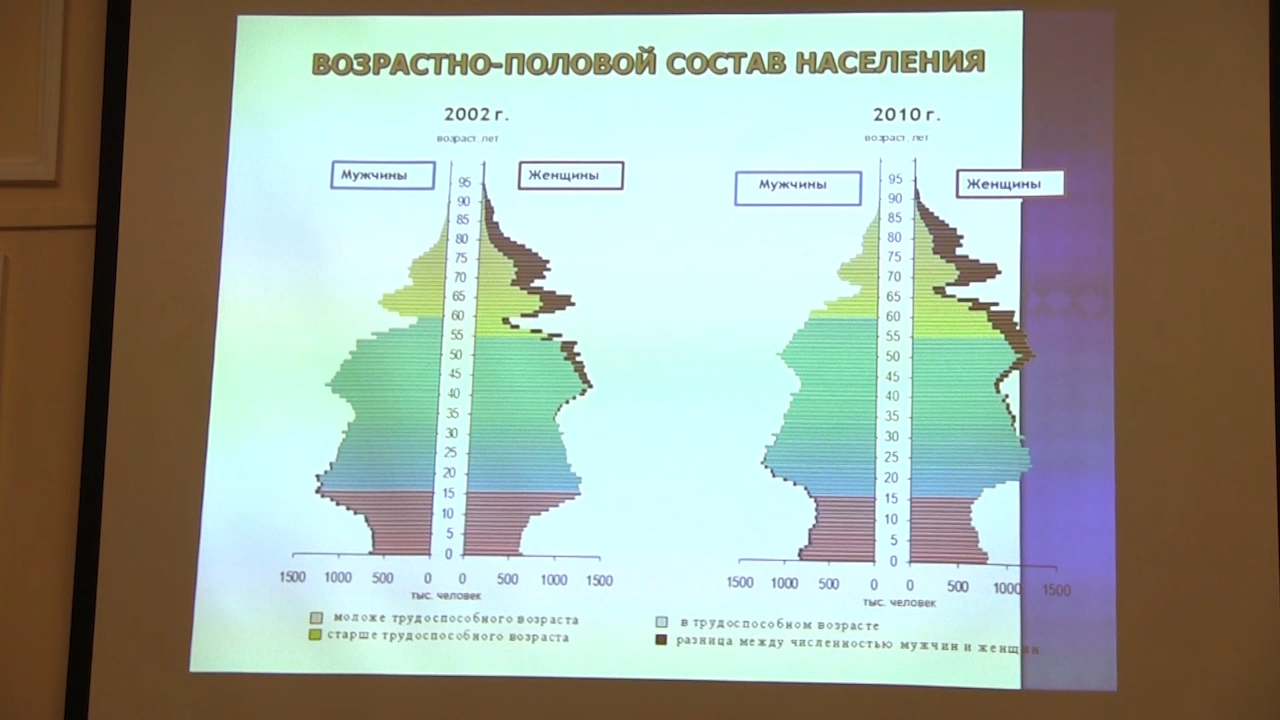 ВОЗРАСТНО-ПОЛОВОЙ СОСТАВ НАСЕЛЕНИЯ
2002 г.
возраст, лет
Мужчины
Женщины
95
90
85
80
75
70
65
60
55
50
45
40
35
30
25
20
15
10
5
0
1500 1000 500 0 0 500 1000 1500
тыс. человек
2010 г.
возраст, лет
Мужчины
Женщины
95
90
85
80
75
70
65
60
55
50
45
40
35
30
25
20
15
10
5
0
1500 1000 500 0 0 500 1000 1500
тыс. человек
моложе трудоспособного возраста
старше трудоспособного возраста
в трудоспособном возрасте
разница между численностью мужчин и женщин